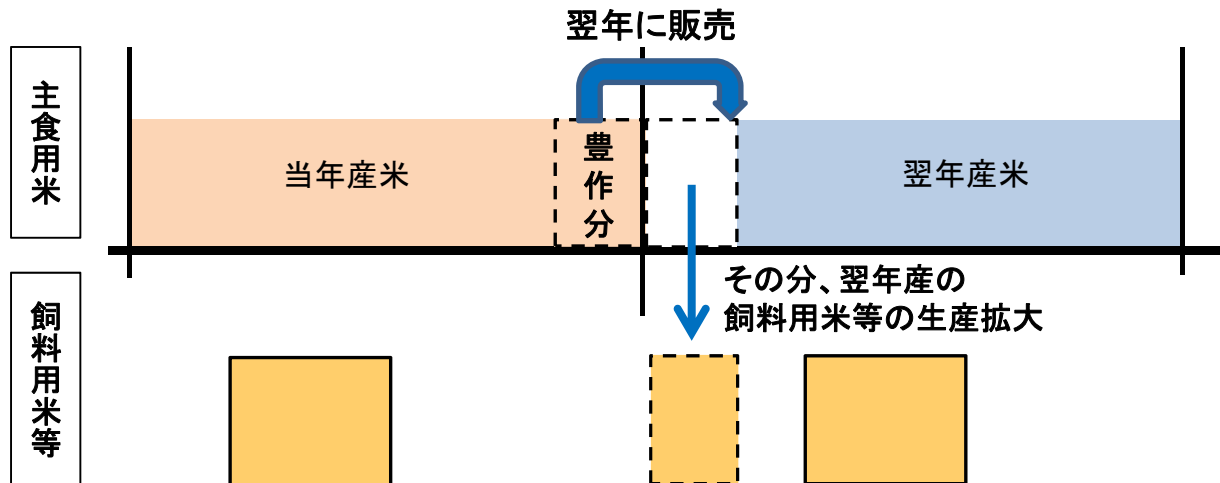 翌年に販売
主食用米
当年産米
豊作分
翌年産米
その分、翌年産の
飼料用米等の生産拡大
飼料用米等